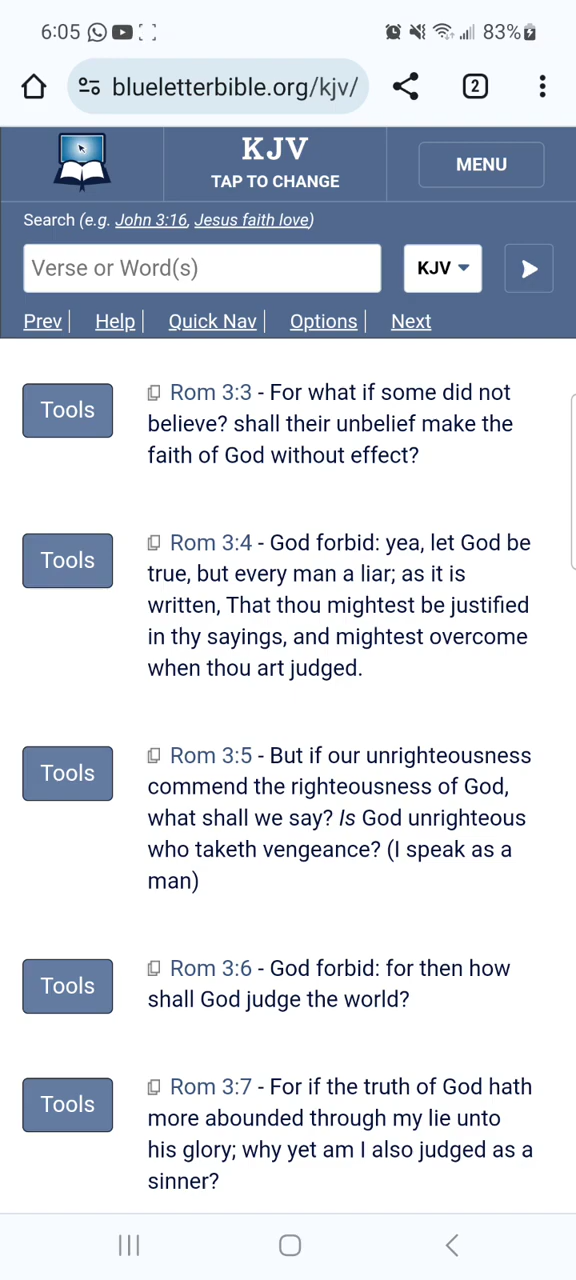 6:05
83%
blueletterbible.org/kjv/
2
KJV
TAP TO CHANGE
MENU
Search (e.g. John 3:16, Jesus faith love)
Verse or Word(s)
KJV
Prev | Help | Quick Nav | Options | Next
Tools
Rom 3:3 - For what if some did not
believe? shall their unbelief make the
faith of God without effect?
Tools
Rom 3:4 - God forbid: yea, let God be
true, but every man a liar; as it is
written, That thou mightest be justified
in thy sayings, and mightest overcome
when thou art judged.
Tools
Rom 3:5 - But if our unrighteousness
commend the righteousness of God,
what shall we say? Is God unrighteous
who taketh vengeance? (I speak as a
man)
Tools
Rom 3:6 - God forbid: for then how
shall God judge the world?
Tools
Rom 3:7 - For if the truth of God hath
more abounded through my lie unto
his glory; why yet am I also judged as a
sinner?